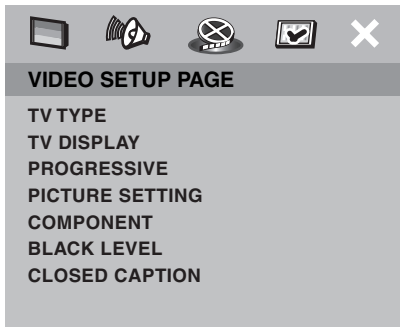 VIDEO SETUP PAGE
TV TYPE
TV DISPLAY
PROGRESSIVE
PICTURE SETTING
COMPONENT
BLACK LEVEL
CLOSED CAPTION